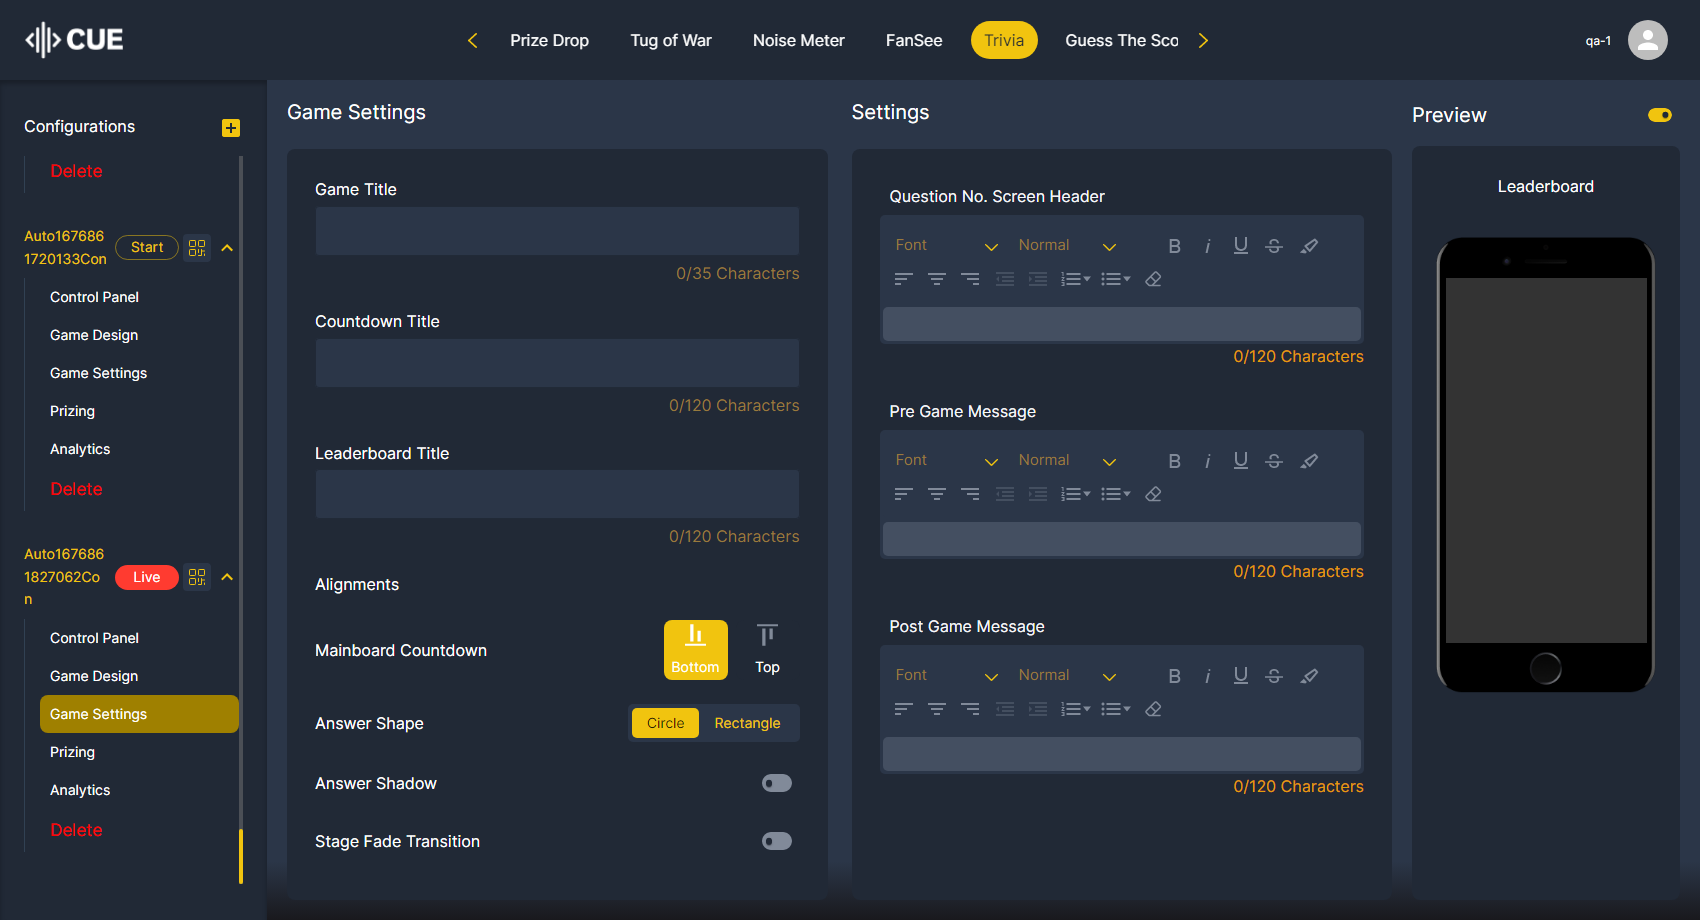 CUE
Prize Drop
Tug of War
Noise Meter
FanSee
Trivia
Guess The Sco
qa-1
Configurations
Delete
Auto167686
1720133Con
Start
Control Panel
Game Design
Game Settings
Prizing
Analytics
Delete
Auto167686
1827062Co
n
Live
Control Panel
Game Design
Game Settings
Prizing
Analytics
Delete
Game Settings
Game Title
0/35 Characters
Countdown Title
0/120 Characters
Leaderboard Title
0/120 Characters
Alignments
Mainboard Countdown
Bottom
Top
Answer Shape
Circle
Rectangle
Answer Shadow
Stage Fade Transition
Settings
Question No. Screen Header
Font
Normal
0/120 Characters
Pre Game Message
Font
Normal
0/120 Characters
Post Game Message
Font
Normal
0/120 Characters
Preview
Leaderboard